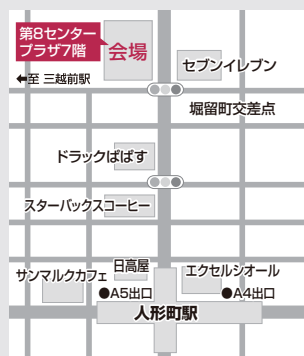 第8センター
プラザ7階
会場
セブンイレブン
←至 三越前駅
堀留町交差点
ドラックぱぱす
スターバックスコーヒー
日高屋
サンマルクカフェ
エクセルシオール
●A5出口
●A4出口
人形町駅